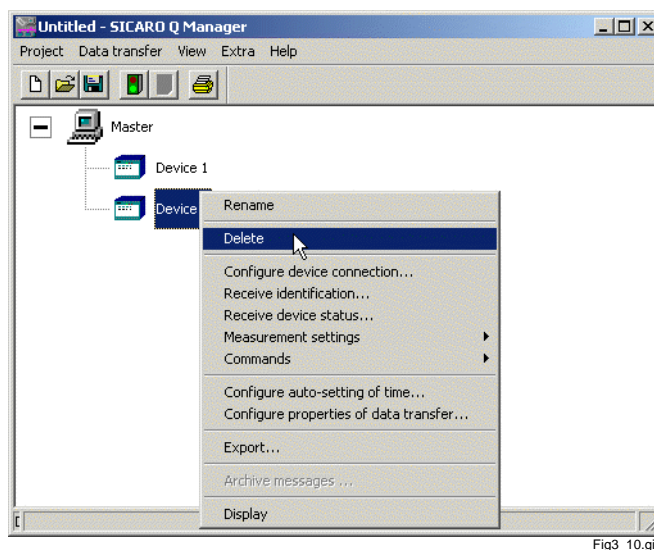 Untitled - SICARO Q Manager
Project Data transfer View Extra Help
Master
Device 1
Device
Rename
Delete
Configure device connection...
Receive identification...
Receive device status...
Measurement settings
Commands
Configure auto-setting of time...
Configure properties of data transfer...
Export...
Archive messages ...
Display
Fig3_10.gi